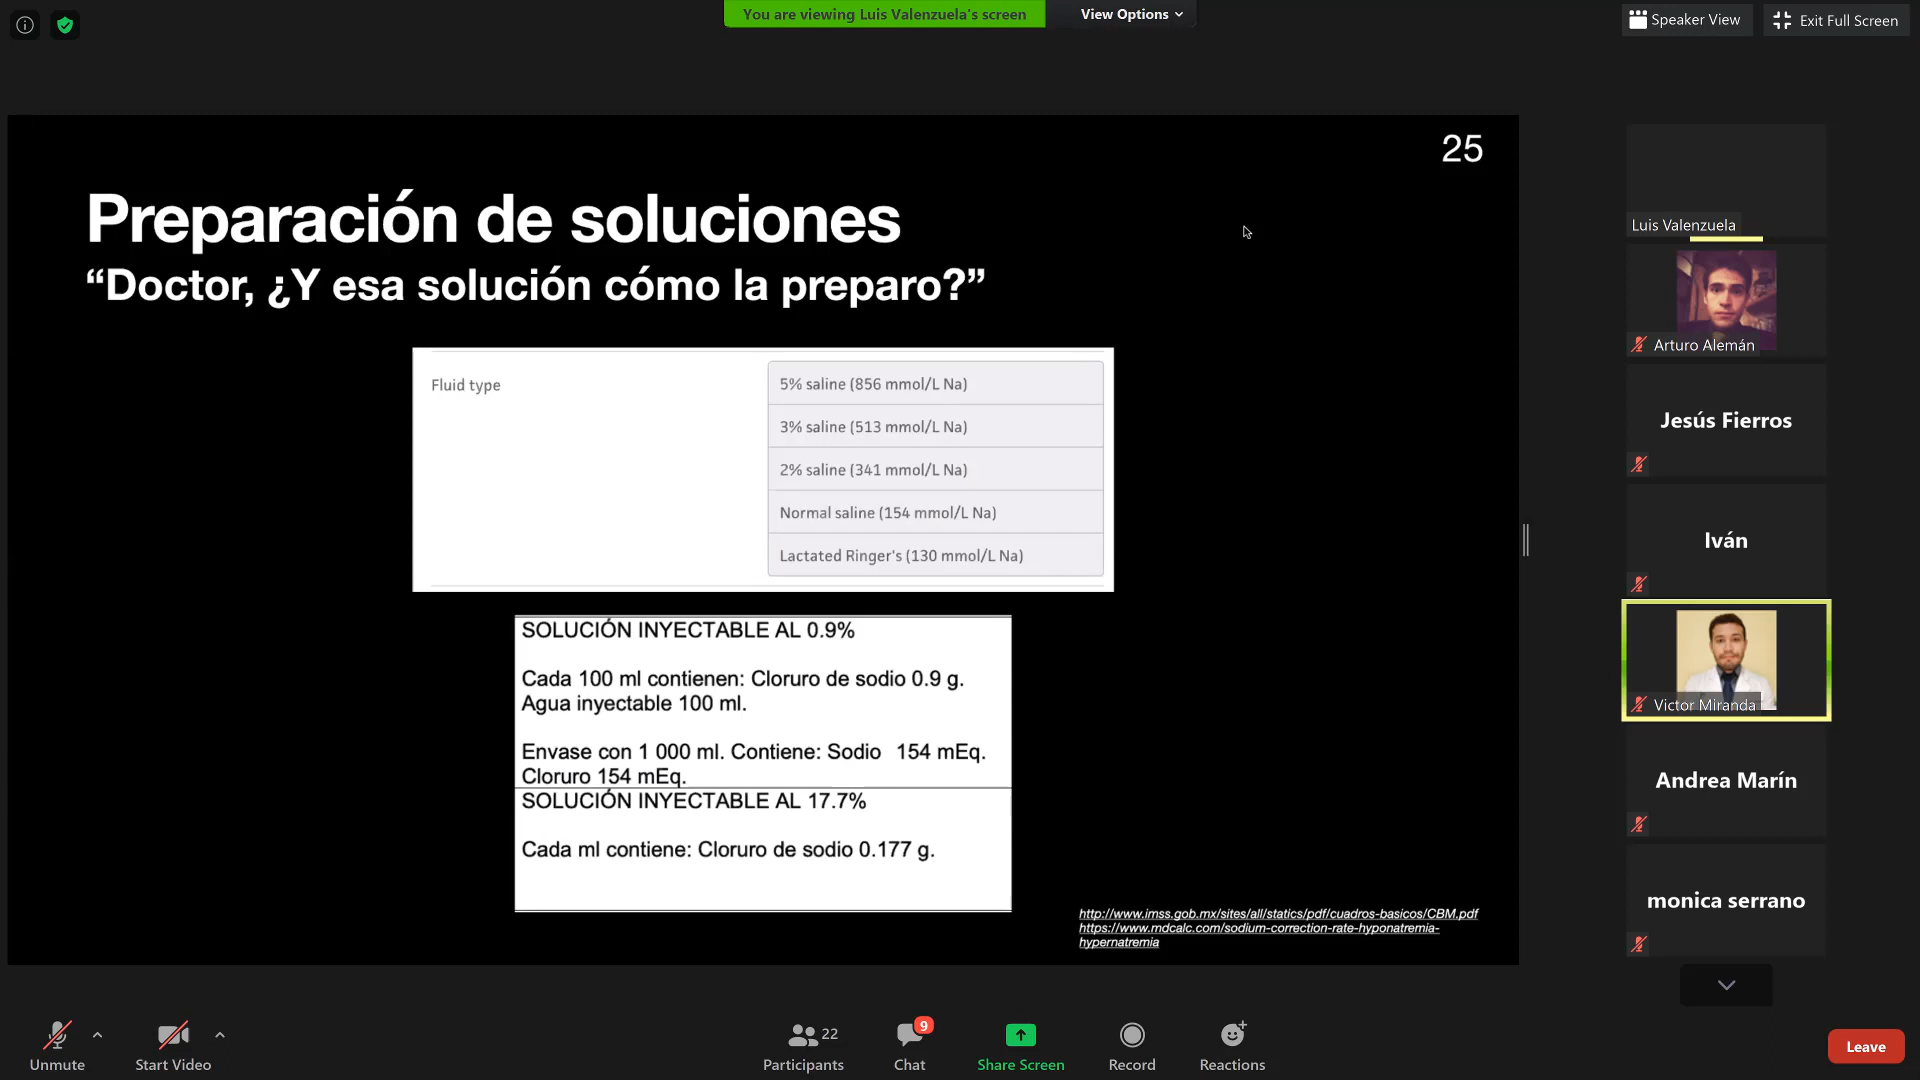 You are viewing Luis Valenzuela's screen
View Options
Speaker View
Exit Full Screen
25
Preparación de soluciones
“Doctor, ¿Y esa solución cómo la preparo?”
Fluid type
5% saline (856 mmol/L Na)
3% saline (513 mmol/L Na)
2% saline (341 mmol/L Na)
Normal saline (154 mmol/L Na)
Lactated Ringer's (130 mmol/L Na)
SOLUCIÓN INYECTABLE AL 0.9%
Cada 100 ml contienen: Cloruro de sodio 0.9 g.
Agua inyectable 100 ml.
Envase con 1 000 ml. Contiene: Sodio 154 mEq.
Cloruro 154 mEq.
SOLUCIÓN INYECTABLE AL 17.7%
Cada ml contiene: Cloruro de sodio 0.177 g.
http://www.imss.gob.mx/sites/all/statics/pdf/cuadros-basicos/CBM.pdf
https://www.mdcalc.com/sodium-correction-rate-hyponatremia-
hypernatremia
Luis Valenzuela
Arturo Alemán
Jesús Fierros
Iván
Victor Miranda
Andrea Marín
monica serrano
Unmute
Start Video
22
Participants
9
Chat
Share Screen
Record
Reactions
Leave